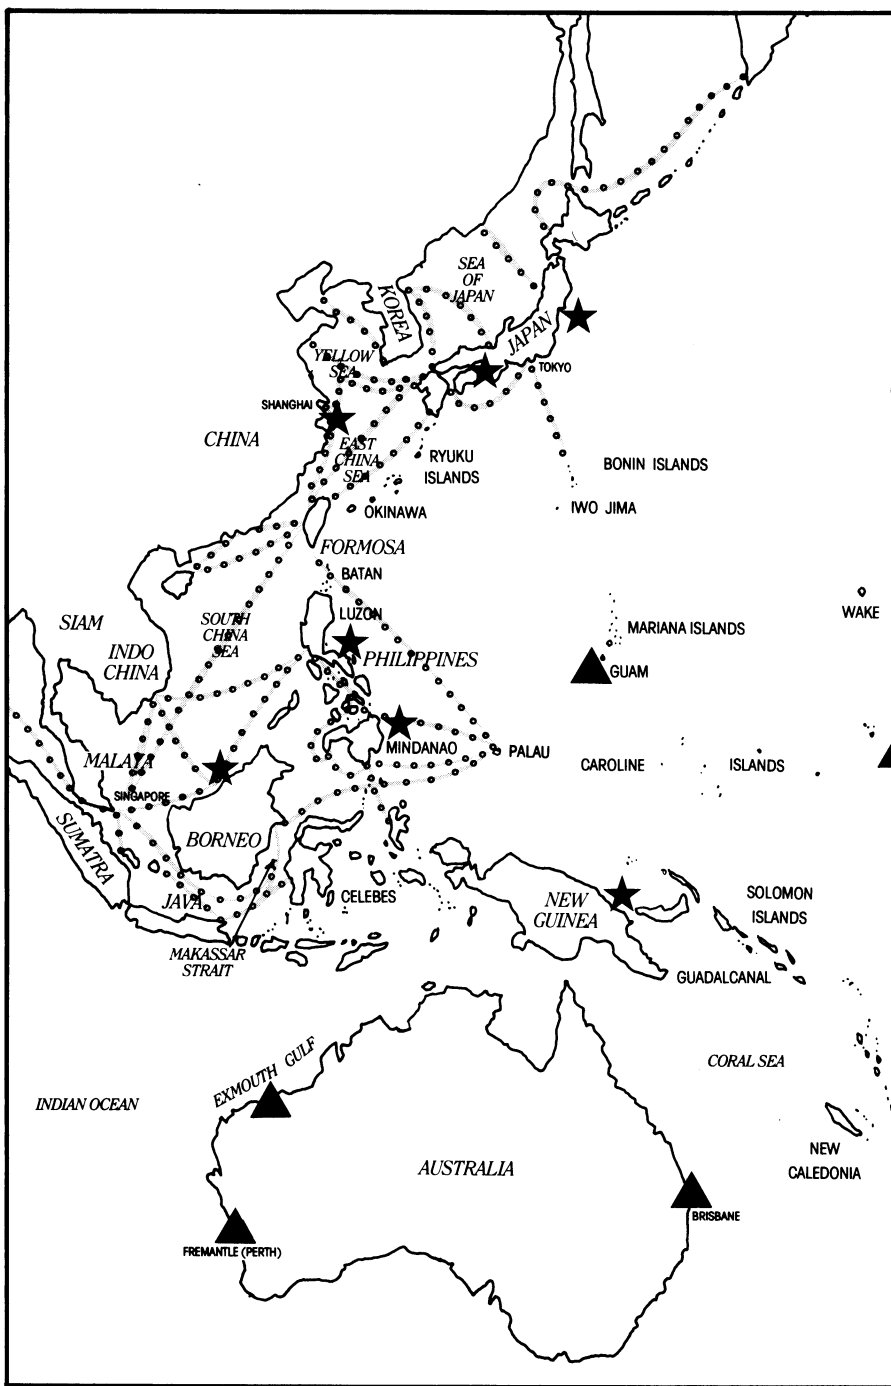 SEA
OF
JAPAN
KOREA
JAPAN
YELLOW
SEA
TOKYO
SHANGHAI
CHINA
EAST
CHINA
SEA
RYUKU
ISLANDS
BONIN ISLANDS
OKINAWA
IWO JIMA
FORMOSA
BATAN
LUZON
WAKE
SIAM
SOUTH
CHINA
SEA
MARIANA ISLANDS
INDO
CHINA
PHILIPPINES
GUAM
MINDANAO
PALAU
MALAYA
CAROLINE
ISLANDS
SINGAPORE
SUMATRA
BORNEO
JAVA
CELEBES
NEW
GUINEA
SOLOMON
ISLANDS
MAKASSAR
STRAIT
GUADALCANAL
EXMOUTH GULF
CORAL SEA
INDIAN OCEAN
NEW
CALEDONIA
AUSTRALIA
BRISBANE
FREMANTLE (PERTH)